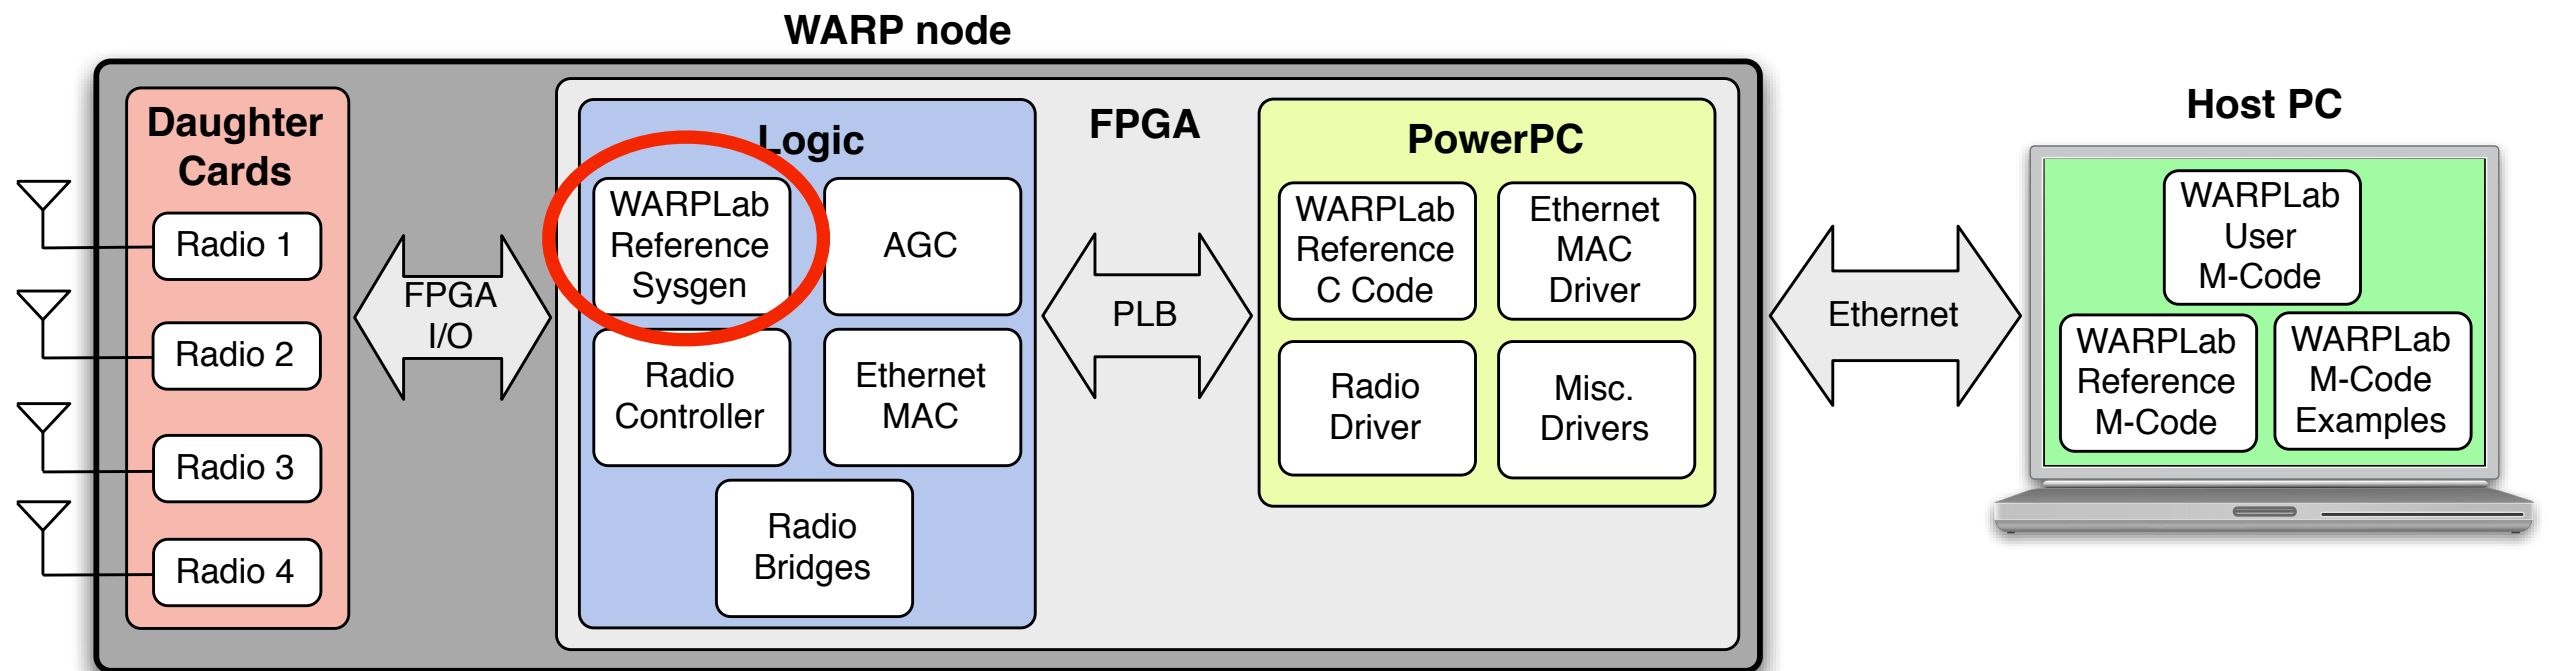 WARP node
Daughter
Cards
Radio 1
Radio 2
Radio 3
Radio 4
FPGA
I/O
Logic
WARPLab
Reference
Sysgen
AGC
Radio
Controller
Ethernet
MAC
Radio
Bridges
FPGA
PLB
PowerPC
WARPLab
Reference
C Code
Ethernet
MAC
Driver
Radio
Driver
Misc.
Drivers
Ethernet
Host PC
WARPLab
User
M-Code
WARPLab
Reference
M-Code
WARPLab
M-Code
Examples